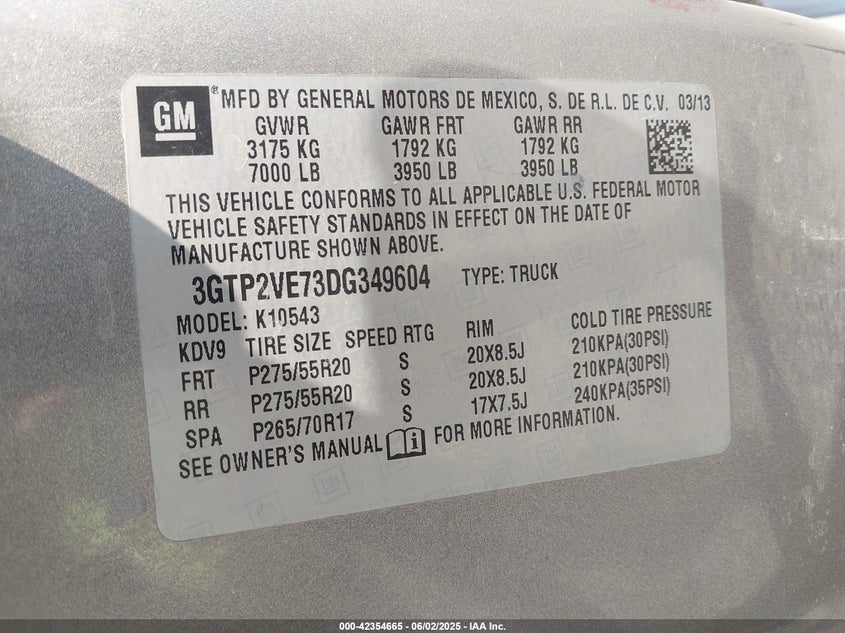 GM ® MFD BY GENERAL MOTORS DE MEXICO, S. DE R.L. DE C.V. 03/13
GVWR GAWR FRT GAWR RR
3175 KG 1792 KG 1792 KG
7000 LB 3950 LB 3950 LB
THIS VEHICLE CONFORMS TO ALL APPLICABLE U.S. FEDERAL MOTOR
VEHICLE SAFETY STANDARDS IN EFFECT ON THE DATE OF
MANUFACTURE SHOWN ABOVE.
3GTP2VE73DG349604 TYPE: TRUCK
MODEL: K10543
KDV9 TIRE SIZE SPEED RTG RIM COLD TIRE PRESSURE
FRT P275/55R20 S 20X8.5J 210KPA(30PSI)
RR P275/55R20 S 20X8.5J 210KPA(30PSI)
SPA P265/70R17 S 17X7.5J 240KPA(35PSI)
SEE OWNER'S MANUAL i FOR MORE INFORMATION.
000-42354665 - 06/02/2025 - IAA Inc.